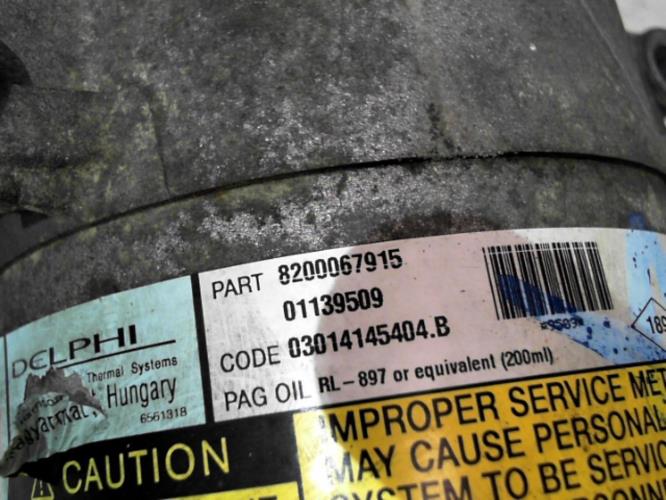 PART 8200067915
01139509
CODE 03014145404.B
PAG OIL RL-897 or equivalent (200ml)
DELPHI
Thermal Systems
Hungary
6561318
CAUTION
IMPROPER SERVICE MET
MAY CAUSE PERSONAL
SYSTEM TO BE SERVIC